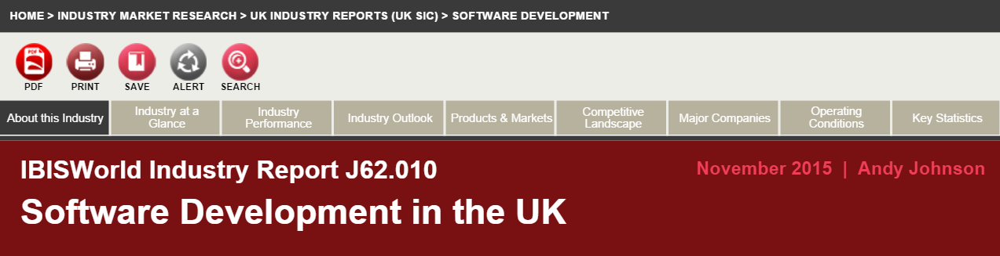 HOME > INDUSTRY MARKET RESEARCH > UK INDUSTRY REPORTS (UK SIC) > SOFTWARE DEVELOPMENT
PDF
PDF PRINT SAVE ALERT SEARCH
About this Industry
Industry at a
Glance
Industry
Performance
Industry Outlook
Products & Markets
Competitive
Landscape
Major Companies
Operating
Conditions
Key Statistics
IBISWorld Industry Report J62.010
November 2015 | Andy Johnson
Software Development in the UK